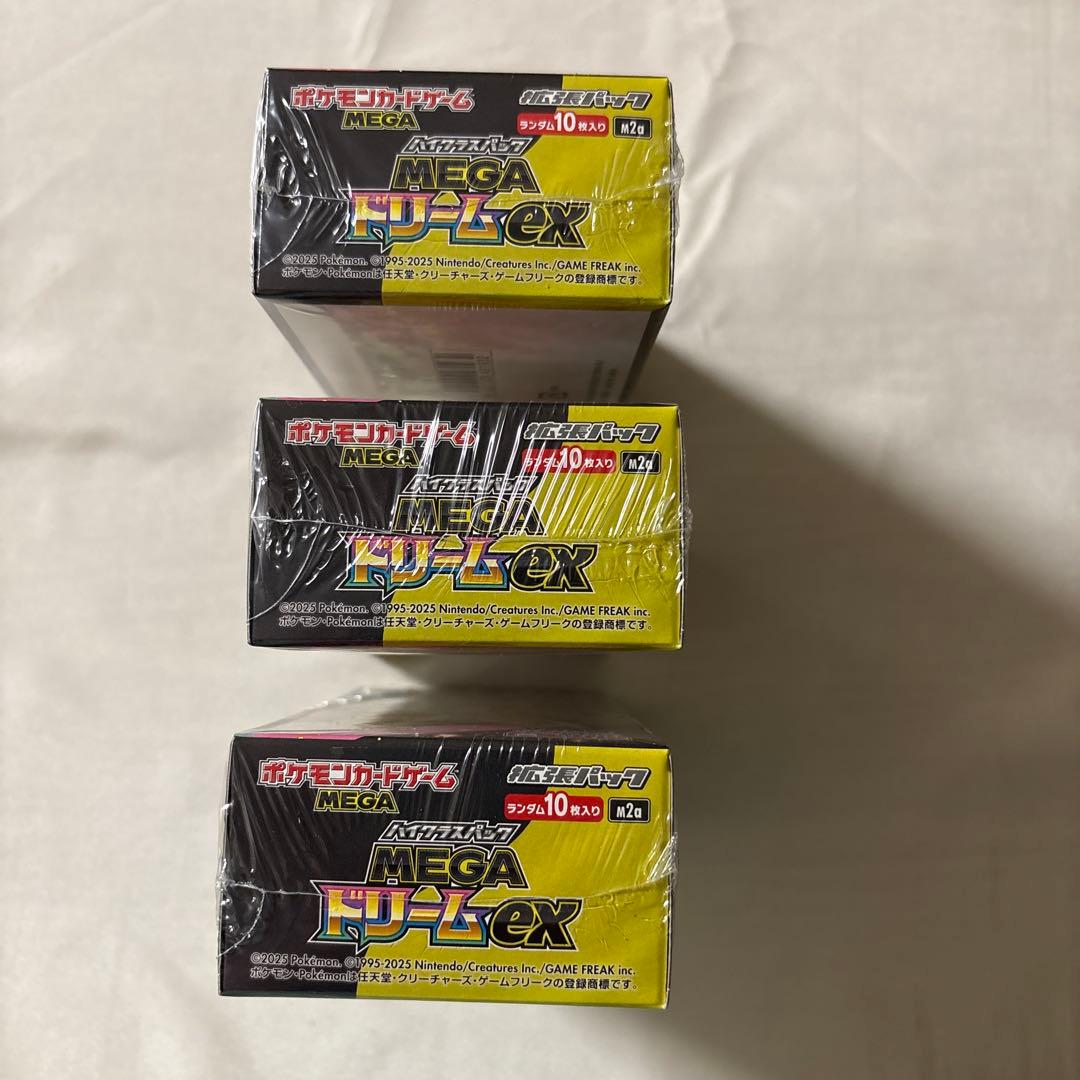 ポケモンカードゲーム
MEGA
拡張パック
ランダム10枚入り M2a
ハイクラスパック
MEGA
ドリームex
©2025 Pokémon. ©1995-2025 Nintendo/Creatures Inc./GAME FREAK inc.
ポケモン・Pokémonは任天堂・クリーチャーズ・ゲームフリークの登録商標です。
ポケモンカードゲーム
MEGA
拡張パック
ランダム10枚入り M2a
ハイクラスパック
MEGA
ドリームex
©2025 Pokémon. ©1995-2025 Nintendo/Creatures Inc./GAME FREAK inc.
ポケモン・Pokémonは任天堂・クリーチャーズ・ゲームフリークの登録商標です。
ポケモンカードゲーム
MEGA
拡張パック
ランダム10枚入り M2a
ハイクラスパック
MEGA
ドリームex
©2025 Pokémon. ©1995-2025 Nintendo/Creatures Inc./GAME FREAK inc.
ポケモン・Pokémonは任天堂・クリーチャーズ・ゲームフリークの登録商標です。